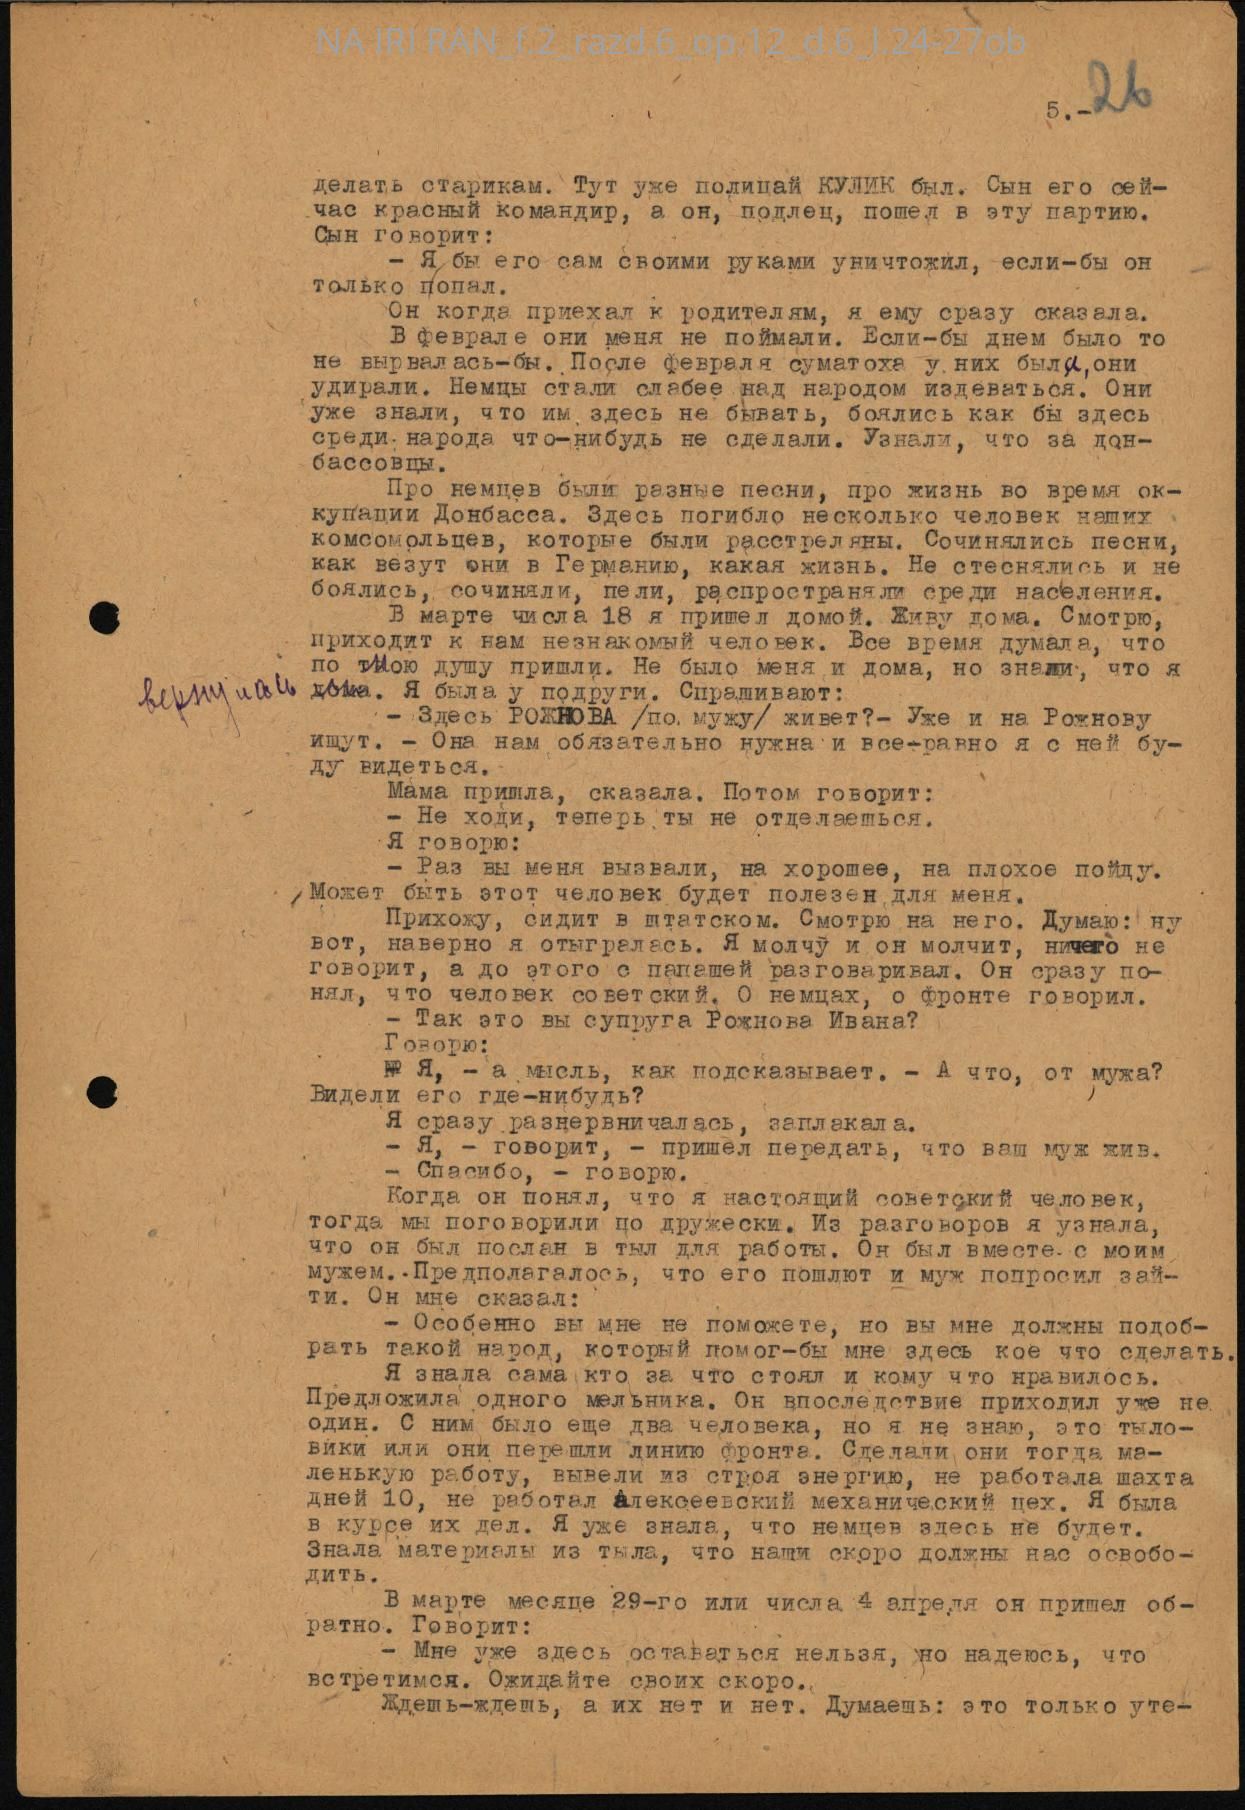 NA IRI RAN_f.2_razd.6_op.12_d.6_l.24-27ob
5.- 26
делать старикам. Тут уже полицай КУЛИК был. Сын его сей-
час красный командир, а он, подлец, пошел в эту партию.
Сын говорит:
- Я бы его сам своими руками уничтожил, если-бы он
только попал.
Он когда приехал к родителям, я ему сразу сказала.
В феврале они меня не поймали. Если-бы днем было то
не вырвалась-бы. После февраля суматоха у них была, они
удирали. Немцы стали слабее над народом издеваться. Они
уже знали, что им здесь не бывать, боялись как бы здесь
среди народа что-нибудь не сделали. Узнали, что за дон-
бассовцы.
Про немцев были разные песни, про жизнь во время ок-
купации Донбасса. Здесь погибло несколько человек наших
комсомольцев, которые были расстреляны. Сочинялись песни,
как везут они в Германию, какая жизнь. Не стеснялись и не
боялись, сочиняли, пели, распространяли среди населения.
В марте числа 18 я пришел домой. Живу дома. Смотрю,
приходит к нам незнакомый человек. Все время думала, что
по мою душу пришли. Не было меня и дома, но знали, что я
вернулась дома. Я была у подруги. Спрашивают:
- Здесь РОЖНОВА /по мужу/ живет?- Уже и на Рожнову
ищут. - Она нам обязательно нужна и все-равно я с ней бу-
ду видеться.
Мама пришла, сказала. Потом говорит:
- Не ходи, теперь ты не отделаешься.
Я говорю:
- Раз вы меня вызвали, на хорошее, на плохое пойду.
Может быть этот человек будет полезен для меня.
Прихожу, сидит в штатском. Смотрю на него. Думаю: ну
вот, наверно я отыгралась. Я молчу и он молчит, ничего не
говорит, а до этого с папашей разговаривал. Он сразу по-
нял, что человек советский. О немцах, о фронте говорил.
- Так это вы супруга Рожнова Ивана?
Говорю:
Я, - а мысль, как подсказывает. - А что, от мужа?
Видели его где-нибудь?
Я сразу разнервничалась, заплакала.
- Я, - говорит, - пришел передать, что ваш муж жив.
- Спасибо, - говорю.
Когда он понял, что я настоящий советский человек,
тогда мы поговорили по дружески. Из разговоров я узнала,
что он был послан в тыл для работы. Он был вместе с моим
мужем. Предполагалось, что его пошлют и муж попросил зай-
ти. Он мне сказал:
- Особенно вы мне не поможете, но вы мне должны подоб-
рать такой народ, который помог-бы мне здесь кое что сделать.
Я знала сама кто за что стоял и кому что нравилось.
Предложила одного мельника. Он впоследствие приходил уже не
один. С ним было еще два человека, но я не знаю, это тыло-
вики или они перешли линию фронта. Сделали они тогда ма-
ленькую работу, вывели из строя энергию, не работала шахта
дней 10, не работал Алексеевский механический цех. Я была
в курсе их дел. Я уже знала, что немцев здесь не будет.
Знала материалы из тыла, что наши скоро должны нас освобо-
дить.
В марте месяце 29-го или числа 4 апреля он пришел об-
ратно. Говорит:
- Мне уже здесь оставаться нельзя, но надеюсь, что
встретимся. Ожидайте своих скоро.
Ждешь-ждешь, а их нет и нет. Думаешь: это только уте-